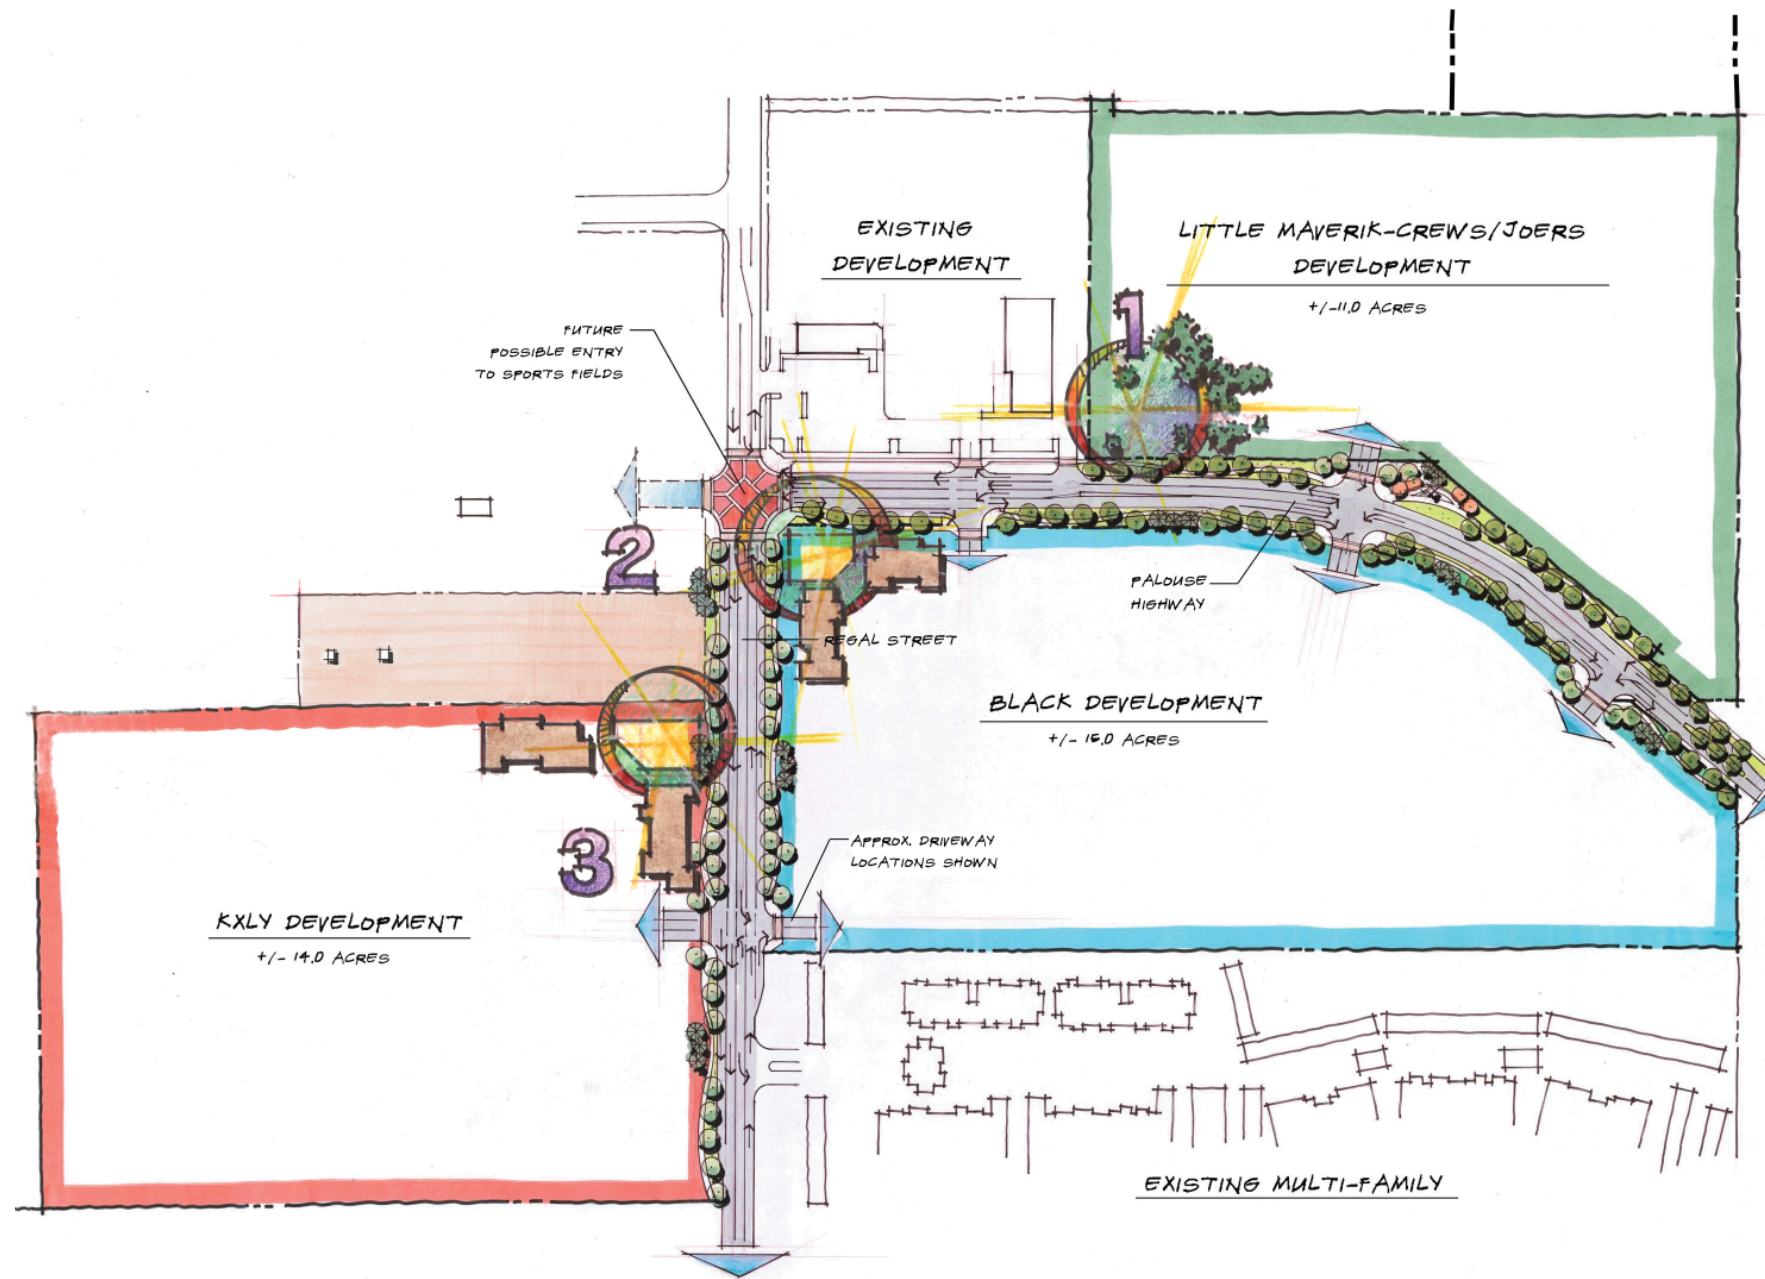 EXISTING
DEVELOPMENT
LITTLE MAVERIK-CREWS/JOERS
DEVELOPMENT
+/-11.0 ACRES
1
FUTURE
POSSIBLE ENTRY
TO SPORTS FIELDS
2
PALOUSE
HIGHWAY
REGAL STREET
BLACK DEVELOPMENT
+/- 15.0 ACRES
3
APPROX. DRIVEWAY
LOCATIONS SHOWN
KXLY DEVELOPMENT
+/- 14.0 ACRES
EXISTING MULTI-FAMILY